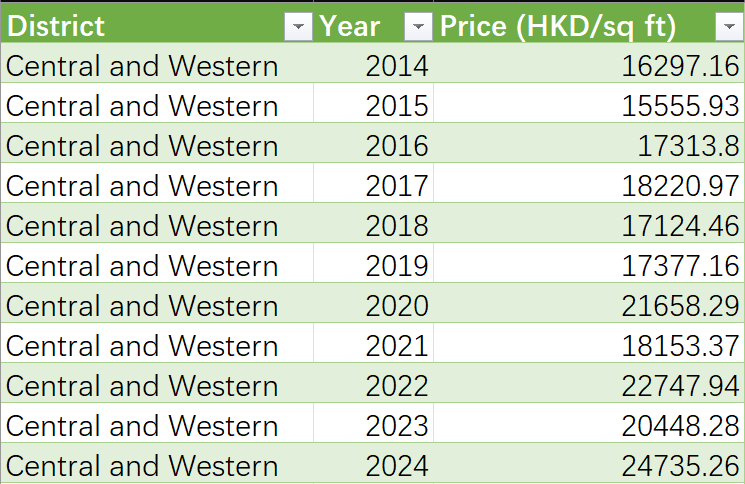 District Year Price (HKD/sq ft)
Central and Western 2014 16297.16
Central and Western 2015 15555.93
Central and Western 2016 17313.8
Central and Western 2017 18220.97
Central and Western 2018 17124.46
Central and Western 2019 17377.16
Central and Western 2020 21658.29
Central and Western 2021 18153.37
Central and Western 2022 22747.94
Central and Western 2023 20448.28
Central and Western 2024 24735.26